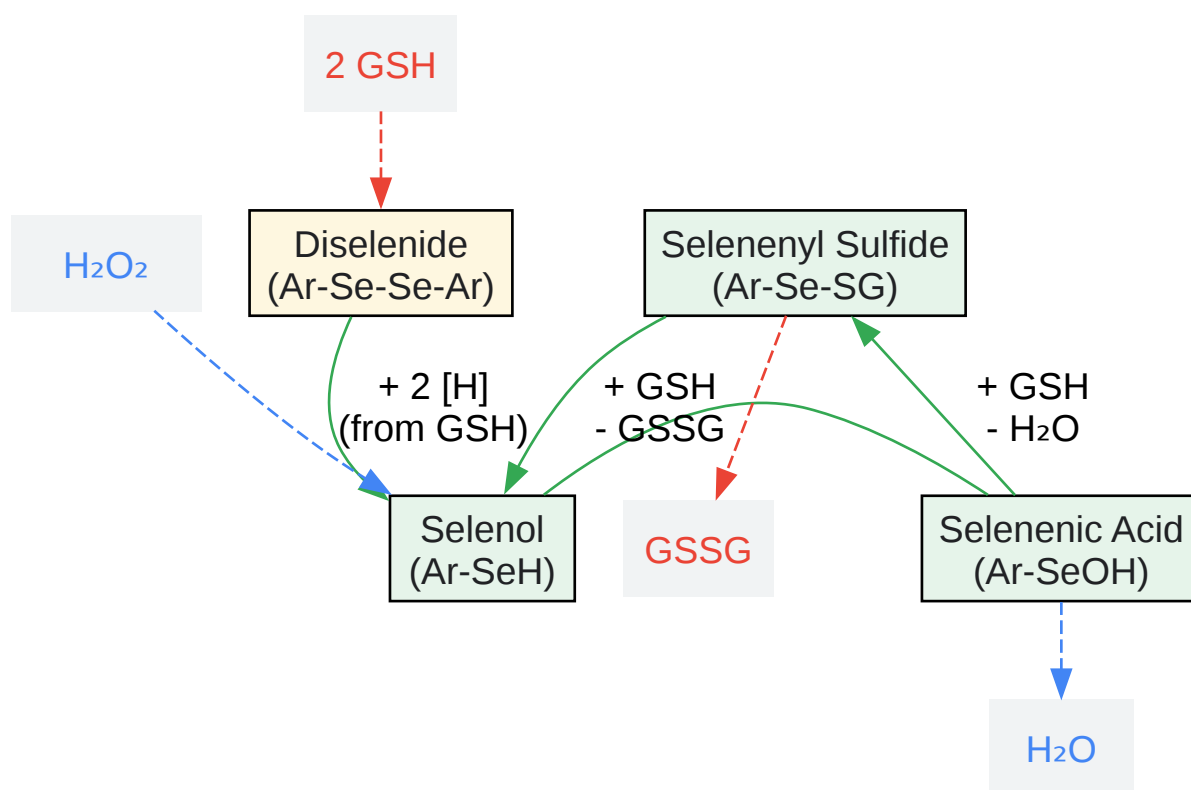 2 GSH
H₂O₂
Diselenide
(Ar-Se-Se-Ar)
Selenenyl Sulfide
(Ar-Se-SG)
+ 2 [H]
(from GSH)
+ GSH
- GSSG
+ GSH
- H₂O
Selenol
(Ar-SeH)
GSSG
Selenenic Acid
(Ar-SeOH)
H₂O